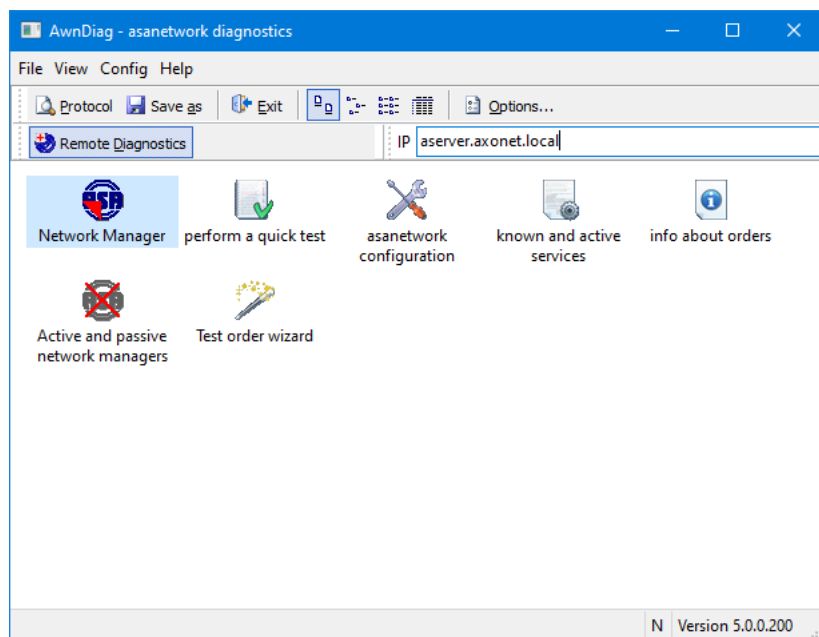 AwnDiag - asanetwork diagnostics
File View Config Help
Protocol Save as Exit Options...
Remote Diagnostics IP aserver.axonet.local
Network Manager perform a quick test asanetwork configuration known and active services info about orders
Active and passive network managers Test order wizard
N Version 5.0.0.200